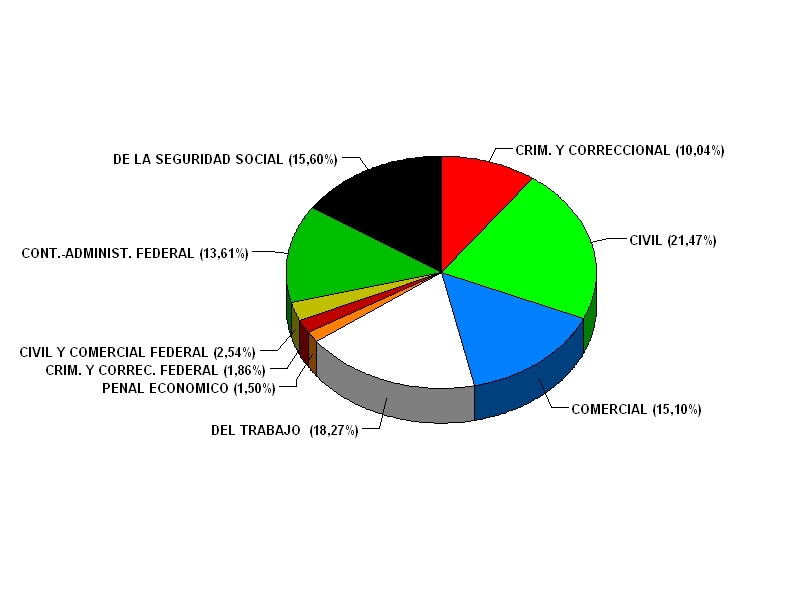 CRIM. Y CORRECCIONAL (10,04%)
DE LA SEGURIDAD SOCIAL (15,60%)
CIVIL (21,47%)
CONT.-ADMINIST. FEDERAL (13,61%)
CIVIL Y COMERCIAL FEDERAL (2,54%)
CRIM. Y CORREC. FEDERAL (1,86%)
PENAL ECONOMICO (1,50%)
COMERCIAL (15,10%)
DEL TRABAJO  (18,27%)